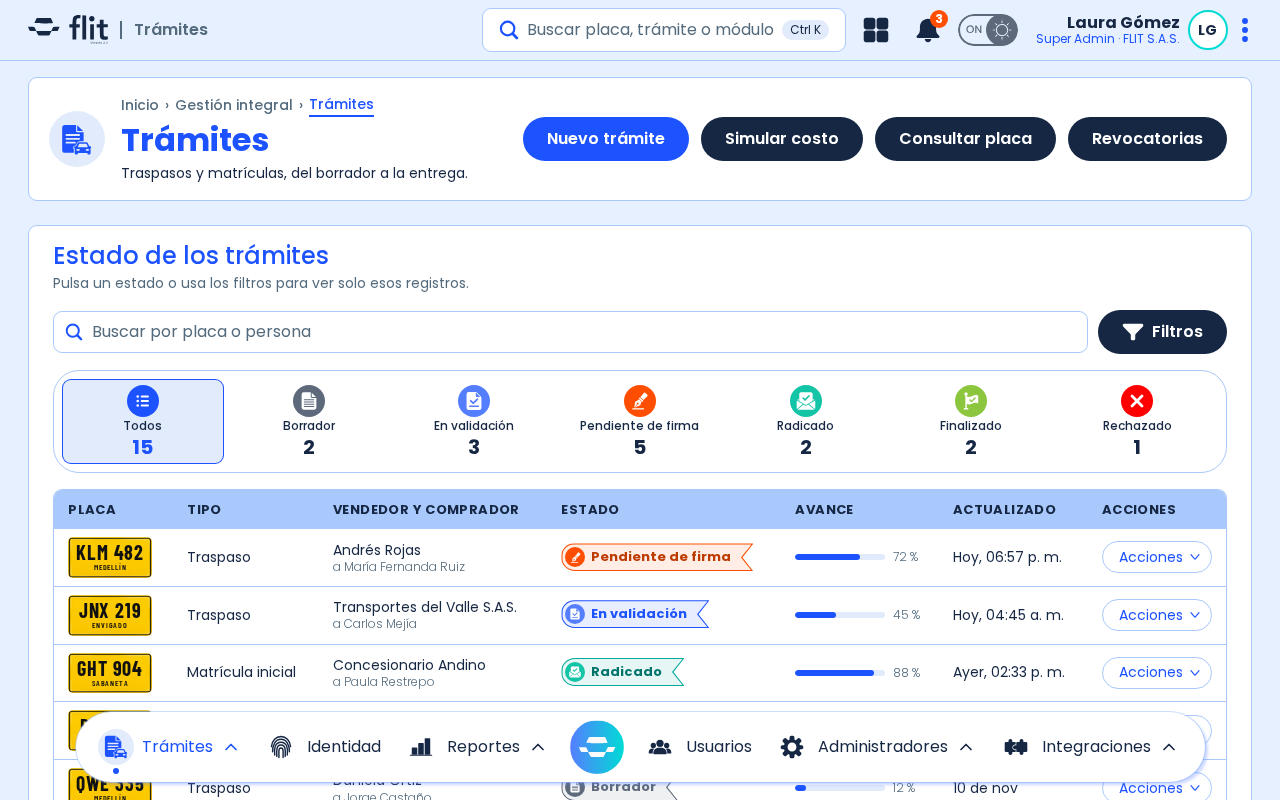 flit | Trámites
Buscar placa, trámite o módulo Ctrl K
3
ON
Laura Gómez
Super Admin · FLIT S.A.S.
LG
Inicio › Gestión integral › Trámites
Trámites
Traspasos y matrículas, del borrador a la entrega.
Nuevo trámite
Simular costo
Consultar placa
Revocatorias
Estado de los trámites
Pulsa un estado o usa los filtros para ver solo esos registros.
Buscar por placa o persona
Filtros
Todos
15
Borrador
2
En validación
3
Pendiente de firma
5
Radicado
2
Finalizado
2
Rechazado
1
PLACA TIPO VENDEDOR Y COMPRADOR ESTADO AVANCE ACTUALIZADO ACCIONES
KLM 482
MEDELLÍN
Traspaso
Andrés Rojas
a María Fernanda Ruiz
Pendiente de firma
72 %
Hoy, 06:57 p. m.
Acciones
JNX 219
ENVIGADO
Traspaso
Transportes del Valle S.A.S.
a Carlos Mejía
En validación
45 %
Hoy, 04:45 a. m.
Acciones
GHT 904
SABANETA
Matrícula inicial
Concesionario Andino
a Paula Restrepo
Radicado
88 %
Ayer, 02:33 p. m.
Acciones
Trámites
Identidad
Reportes
Usuarios
Administradores
Integraciones
QWE 335
MEDELLÍN
Traspaso
Daniela Ortiz
a Jorge Castaño
Borrador
12 %
10 de nov
Acciones